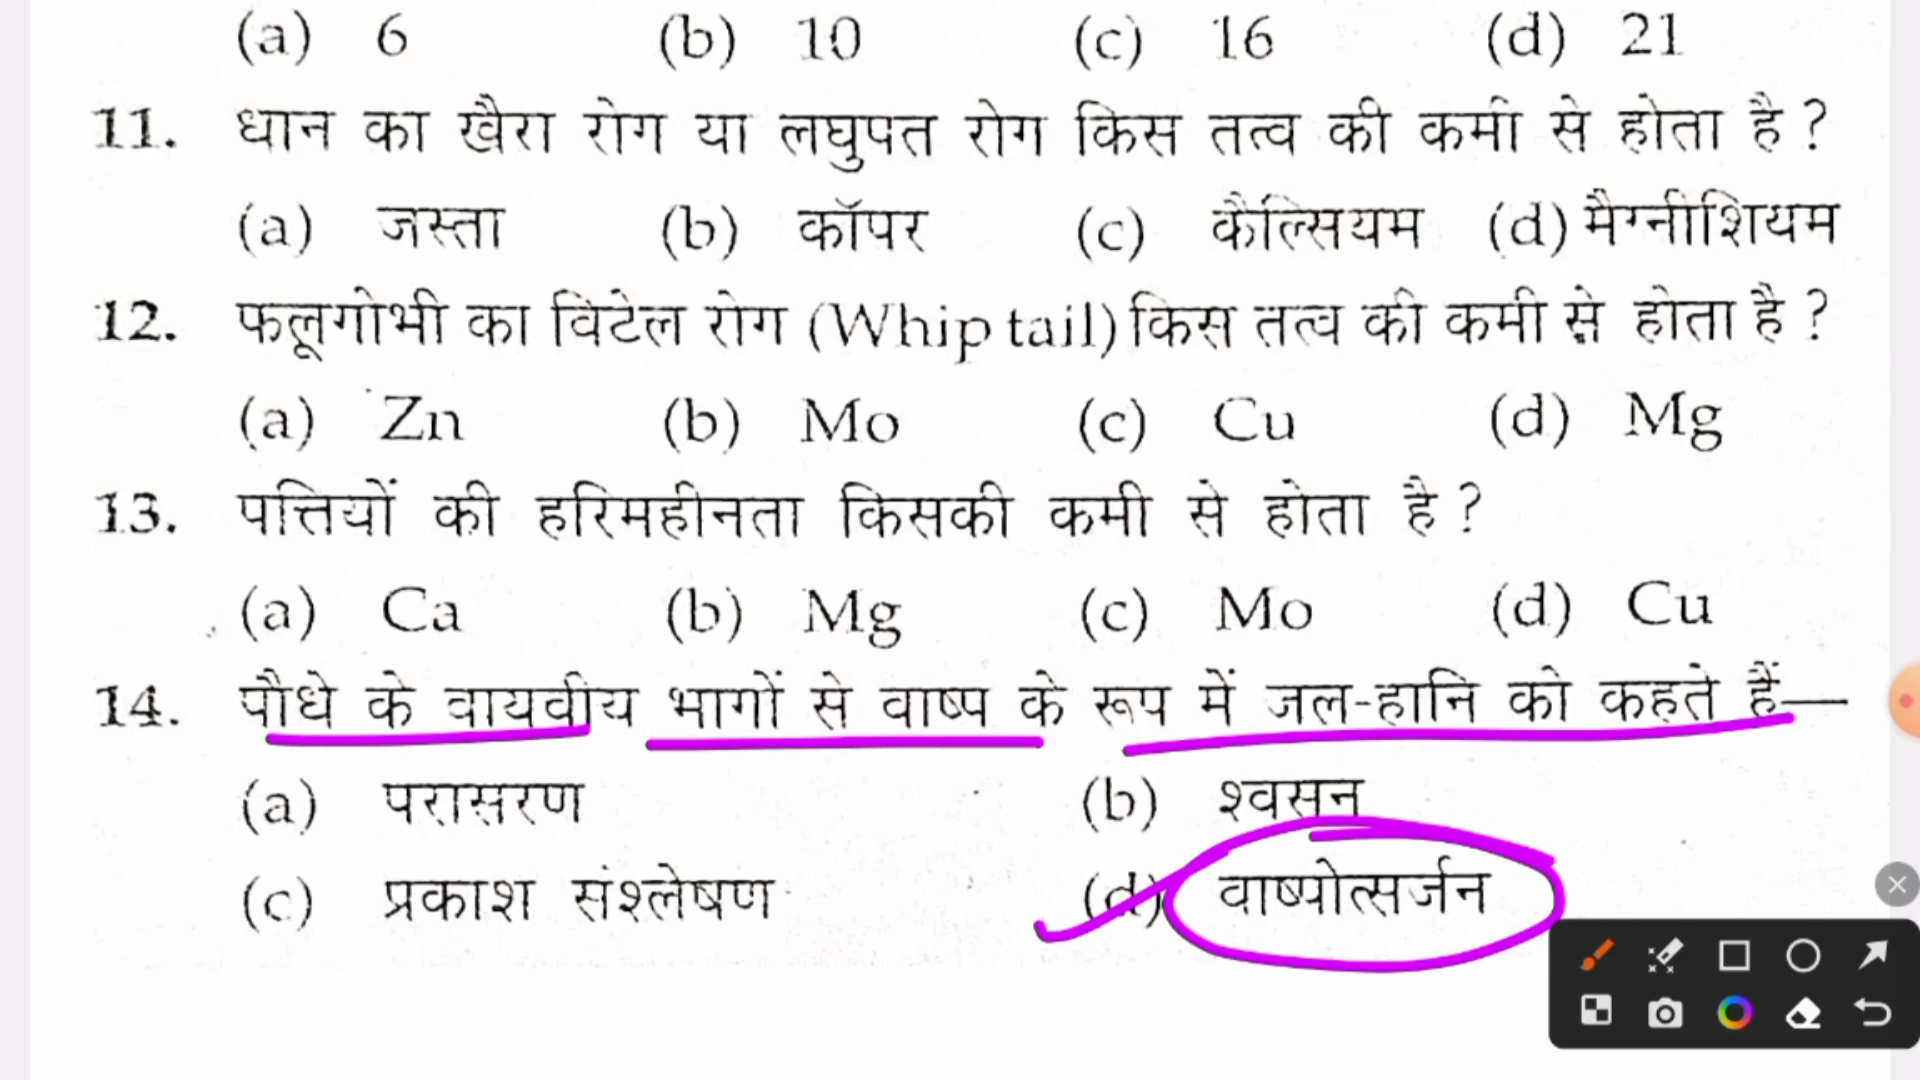 (a) 6 (b) 10 (c) 16 (d) 21
11. धान का खैरा रोग या लघुपत रोग किस तत्व की कमी से होता है ?
(a) जस्ता (b) कॉपर (c) कैल्सियम (d) मैग्नीशियम
12. फलूगोभी का विटेल रोग (Whip tail) किस तत्व की कमी से होता है ?
(a) Zn (b) Mo (c) Cu (d) Mg
13. पत्तियों की हरिमहीनता किसकी कमी से होता है ?
(a) Ca (b) Mg (c) Mo (d) Cu
14. पौधे के वायवीय भागों से वाष्प के रूप में जल-हानि को कहते हैं—
(a) परासरण (b) श्वसन
(c) प्रकाश संश्लेषण (d) वाष्पोत्सर्जन